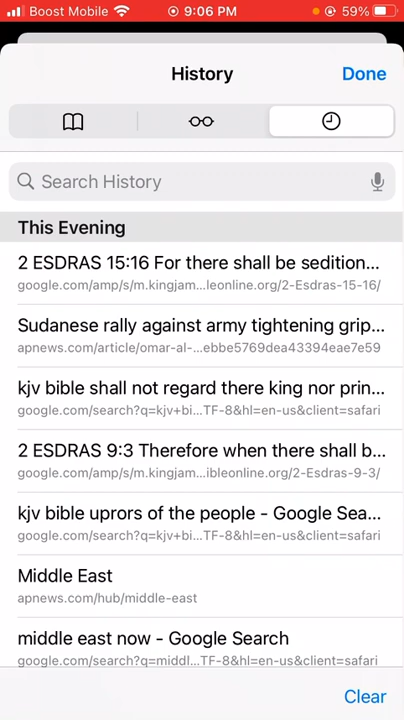 Boost Mobile 9:06 PM 59%
History Done
Search History
This Evening
2 ESDRAS 15:16 For there shall be sedition...
google.com/amp/s/m.kingjam...leonline.org/2-Esdras-15-16/
Sudanese rally against army tightening grip...
apnews.com/article/omar-al-...ebbe5769dea43394eae7e59
kjv bible shall not regard there king nor prin...
google.com/search?q=kjv+bi...TF-8&hl=en-us&client=safari
2 ESDRAS 9:3 Therefore when there shall b...
google.com/amp/s/m.kingjam...ibleonline.org/2-Esdras-9-3/
kjv bible uprors of the people - Google Sea...
google.com/search?q=kjv+bi...TF-8&hl=en-us&client=safari
Middle East
apnews.com/hub/middle-east
middle east now - Google Search
google.com/search?q=middl...TF-8&hl=en-us&client=safari
Clear